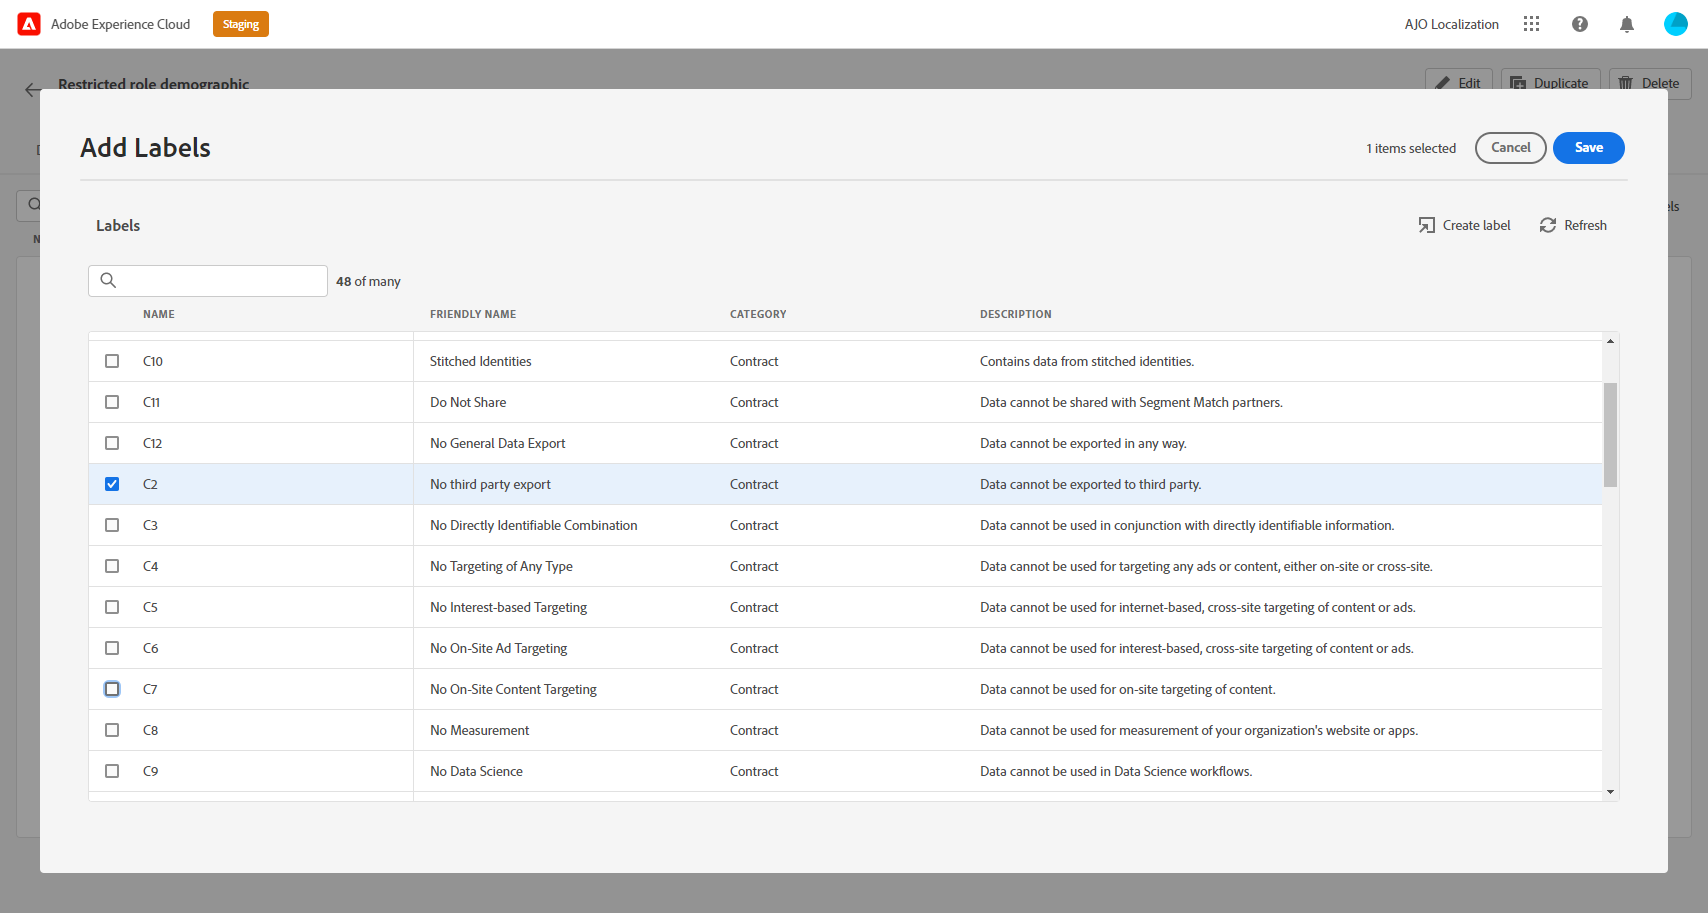 Adobe Experience Cloud Staging AJO Localization
Restricted role demographic Edit Duplicate Delete
Add Labels 1 items selected Cancel Save
Labels Create label Refresh
48 of many
NAME FRIENDLY NAME CATEGORY DESCRIPTION
C10 Stitched Identities Contract Contains data from stitched identities.
C11 Do Not Share Contract Data cannot be shared with Segment Match partners.
C12 No General Data Export Contract Data cannot be exported in any way.
C2 No third party export Contract Data cannot be exported to third party.
C3 No Directly Identifiable Combination Contract Data cannot be used in conjunction with directly identifiable information.
C4 No Targeting of Any Type Contract Data cannot be used for targeting any ads or content, either on-site or cross-site.
C5 No Interest-based Targeting Contract Data cannot be used for internet-based, cross-site targeting of content or ads.
C6 No On-Site Ad Targeting Contract Data cannot be used for interest-based, cross-site targeting of content or ads.
C7 No On-Site Content Targeting Contract Data cannot be used for on-site targeting of content.
C8 No Measurement Contract Data cannot be used for measurement of your organization's website or apps.
C9 No Data Science Contract Data cannot be used in Data Science workflows.